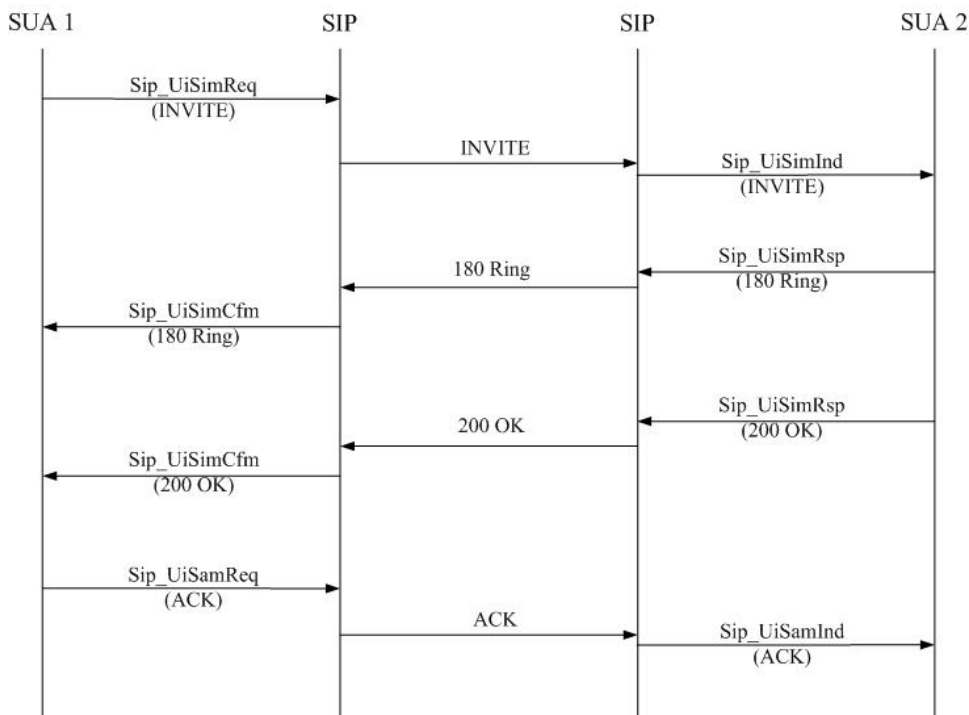 SUA 1
SIP
SIP
SUA 2
Sip_UiSimReq
(INVITE)
INVITE
Sip_UiSimInd
(INVITE)
Sip_UiSimRsp
(180 Ring)
180 Ring
Sip_UiSimCfm
(180 Ring)
Sip_UiSimRsp
(200 OK)
200 OK
Sip_UiSimCfm
(200 OK)
Sip_UiSamReq
(ACK)
ACK
Sip_UiSamInd
(ACK)